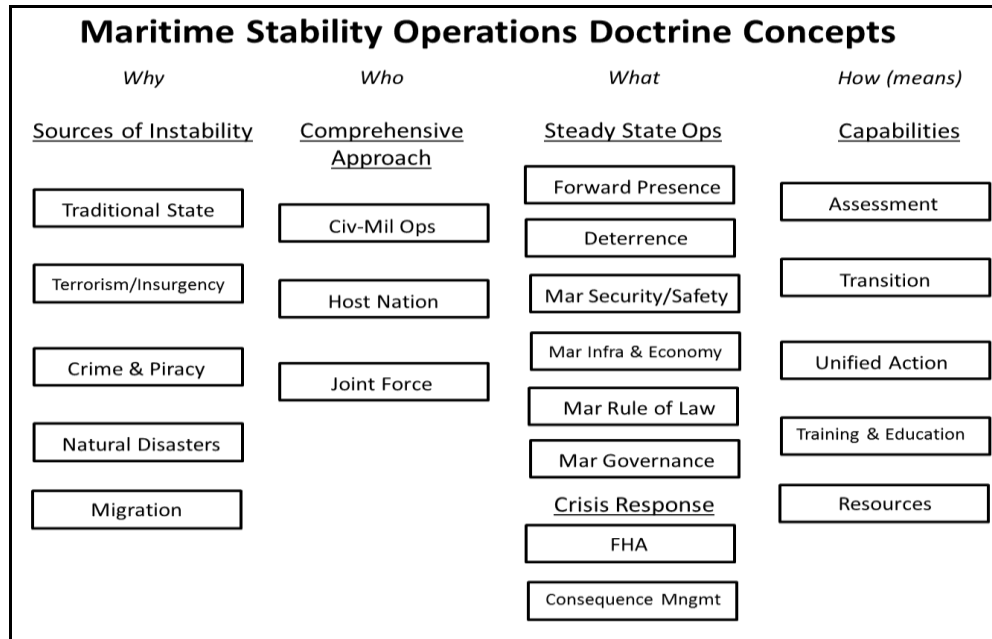 Maritime Stability Operations Doctrine Concepts
Why
Who
What
How (means)
Sources of Instability
Traditional State
Terrorism/Insurgency
Crime & Piracy
Natural Disasters
Migration
Comprehensive
Approach
Civ-Mil Ops
Host Nation
Joint Force
Steady State Ops
Forward Presence
Deterrence
Mar Security/Safety
Mar Infra & Economy
Mar Rule of Law
Mar Governance
Crisis Response
FHA
Consequence Mngmt
Capabilities
Assessment
Transition
Unified Action
Training & Education
Resources